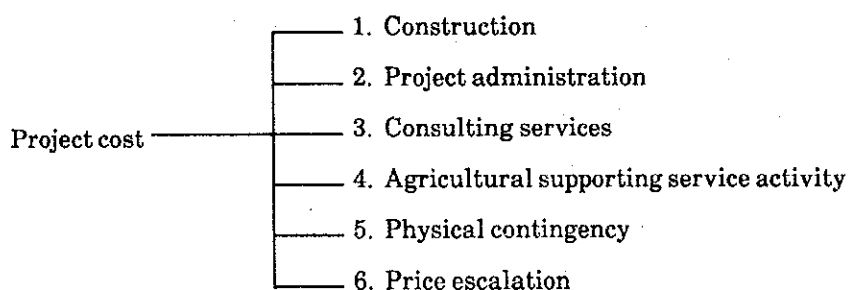 1. Construction
2. Project administration
Project cost
3. Consulting services
4. Agricultural supporting service activity
5. Physical contingency
6. Price escalation